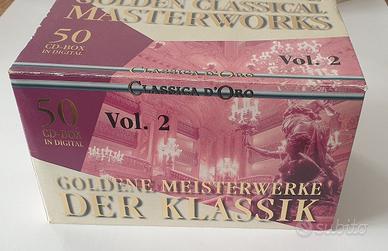 GOLDEN CLASSICAL
MASTERWORKS
50
CD-BOX
IN DIGITAL
Vol. 2
CLASSICA D'ORO
CLASSICA D'ORO
50
CD-BOX
IN DIGITAL
Vol. 2
GOLDENE MEISTERWERKE
DER KLASSIK
subito